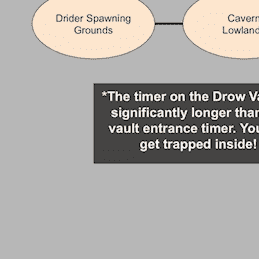 Drider Spawning
Grounds
Cavern
Lowland
*The timer on the Drow Va
significantly longer than
vault entrance timer. You
get trapped inside!